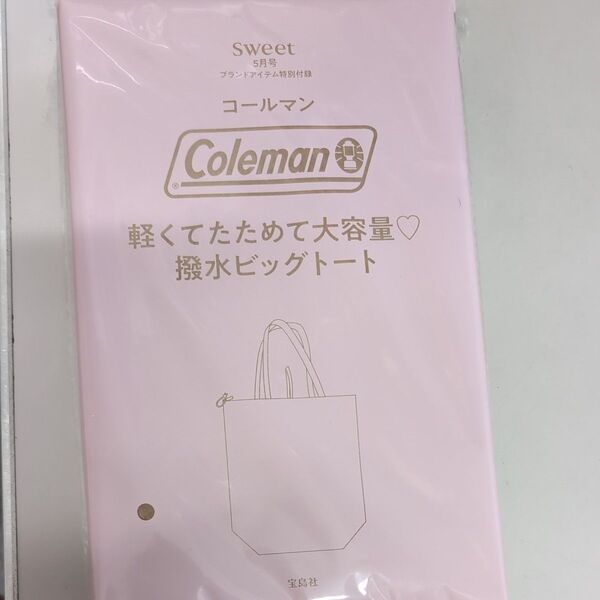 sweet
5月号
ブランドアイテム特別付録
コールマン
Coleman
®
軽くてたためて大容量♡
撥水ビッグトート
宝島社